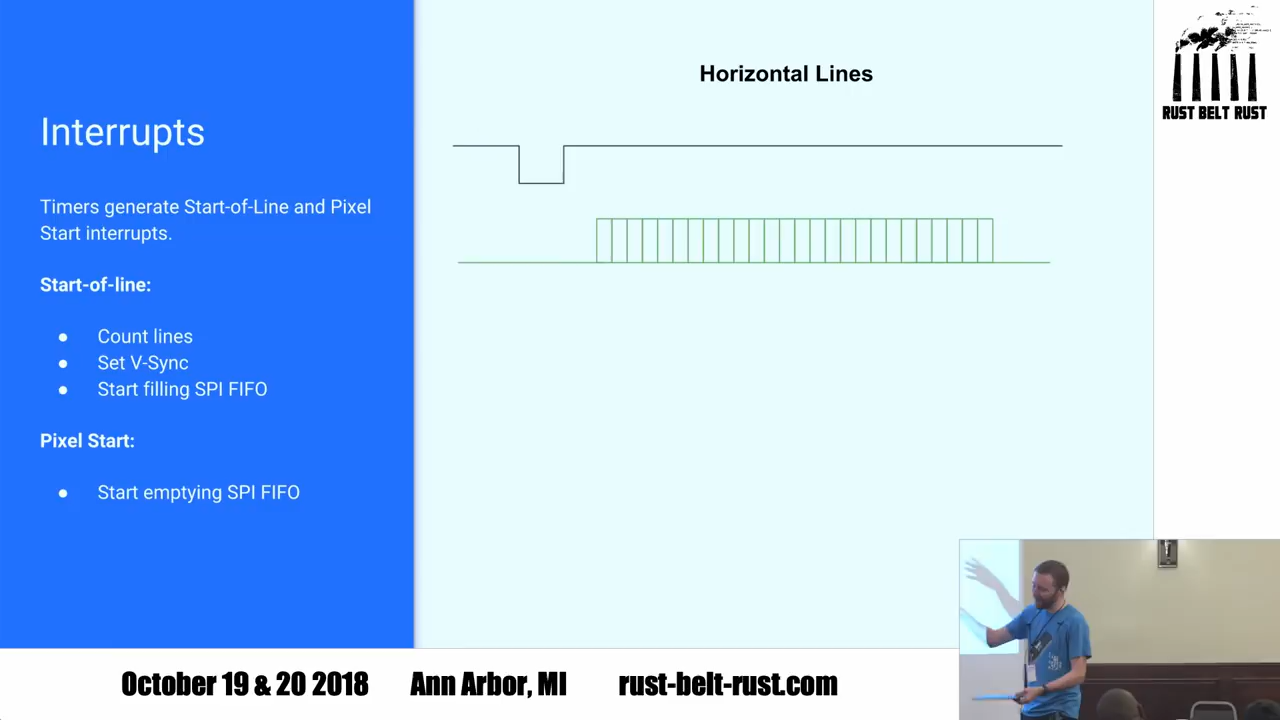 Interrupts
Timers generate Start-of-Line and Pixel
Start interrupts.
Start-of-line:
● Count lines
● Set V-Sync
● Start filling SPI FIFO
Pixel Start:
● Start emptying SPI FIFO
Horizontal Lines
RUST BELT RUST
October 19 & 20 2018 Ann Arbor, MI rust-belt-rust.com